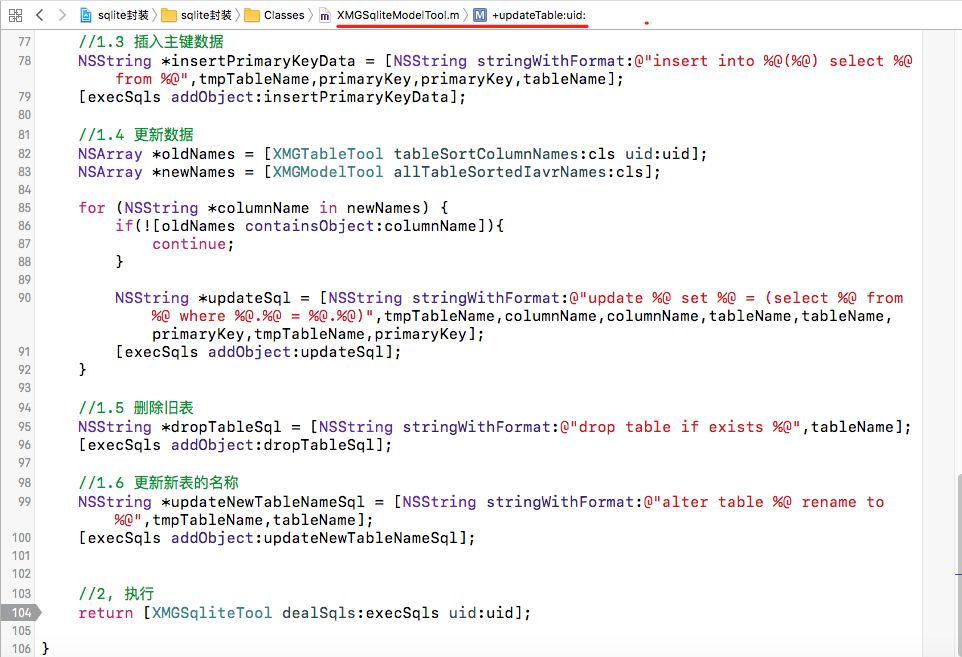 sqlite封装 sqlite封装 Classes m XMGSqliteModelTool.m M +updateTable:uid:
77 //1.3 插入主键数据
78 NSString *insertPrimaryKeyData = [NSString stringWithFormat:@"insert into %@(%@) select %@
from %@",tmpTableName,primaryKey,primaryKey,tableName];
79 [execSqls addObject:insertPrimaryKeyData];
80
81 //1.4 更新数据
82 NSArray *oldNames = [XMGTableTool tableSortColumnNames:cls uid:uid];
83 NSArray *newNames = [XMGModelTool allTableSortedIavrNames:cls];
84
85 for (NSString *columnName in newNames) {
86 if(![oldNames containsObject:columnName]){
87 continue;
88 }
89
90 NSString *updateSql = [NSString stringWithFormat:@"update %@ set %@ = (select %@ from
%@ where %@.%@ = %@.%@)",tmpTableName,columnName,columnName,tableName,tableName,
primaryKey,tmpTableName,primaryKey];
91 [execSqls addObject:updateSql];
92 }
93
94 //1.5 删除旧表
95 NSString *dropTableSql = [NSString stringWithFormat:@"drop table if exists %@",tableName];
96 [execSqls addObject:dropTableSql];
97
98 //1.6 更新新表的名称
99 NSString *updateNewTableNameSql = [NSString stringWithFormat:@"alter table %@ rename to
%@",tmpTableName,tableName];
100 [execSqls addObject:updateNewTableNameSql];
101
102
103 //2, 执行
104 return [XMGSqliteTool dealSqls:execSqls uid:uid];
105
106 }